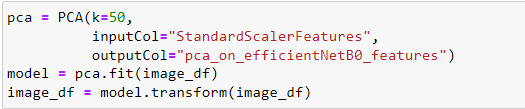 pca = PCA(k=50,
          inputCol="StandardScalerFeatures",
          outputCol="pca_on_efficientNetB0_features")
model = pca.fit(image_df)
image_df = model.transform(image_df)